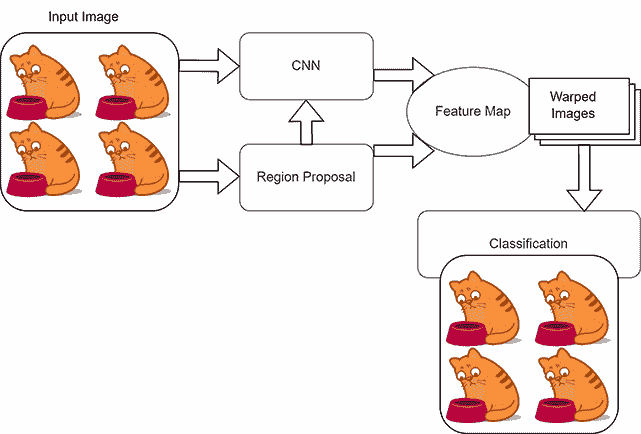 Input Image
CNN
Region Proposal
Feature Map
Warped
Images
Classification